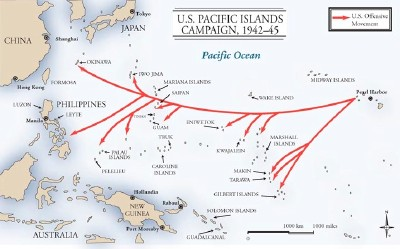 U.S. PACIFIC ISLANDS
CAMPAIGN, 1942–45
U.S. Offensive
Movement
Tokyo
JAPAN
CHINA
Shanghai
Pacific Ocean
OKINAWA
IWO JIMA
MIDWAY ISLANDS
Hong Kong
FORMOSA
MARIANA ISLANDS
SAIPAN
WAKE ISLAND
Pearl Harbor
LUZON
PHILIPPINES
Manila
LEYTE
GUAM
ENIWETOK
TRUK
MARSHALL
ISLANDS
PALAU
ISLANDS
KWAJALEIN
PELELIEU
CAROLINE
ISLANDS
MAKIN
TARAWA
GILBERT ISLANDS
Hollandia
NEW
GUINEA
Rabaul
SOLOMON ISLANDS
Port Moresby
GUADALCANAL
AUSTRALIA
1000 km
1000 miles
N